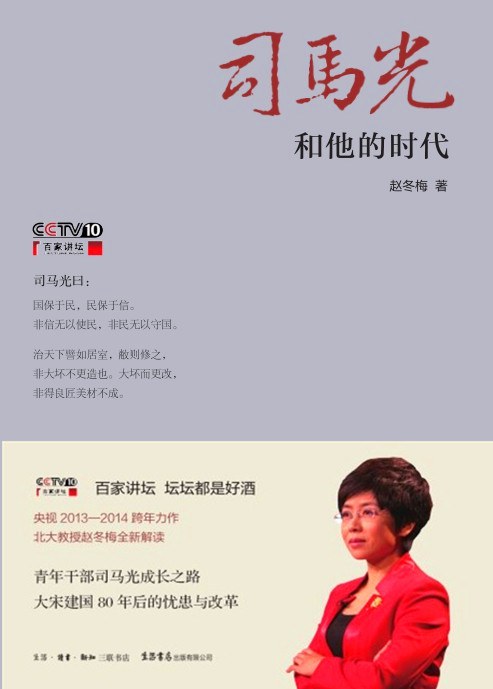 司馬光
和他的时代
赵冬梅 著
CCTV10
百家讲坛
司马光曰：
国保于民，民保于信。
非信无以使民，非民无以守国。
治天下譬如居室，敝则修之，
非大坏不更造也。大坏而更改，
非得良匠美材不成。
CCTV10
百家讲坛
百家讲坛 坛坛都是好酒
央视 2013—2014 跨年力作
北大教授赵冬梅全新解读
青年干部司马光成长之路
大宋建国 80 年后的忧患与改革
生活·讀書·新知 三联书店 生活書店出版有限公司